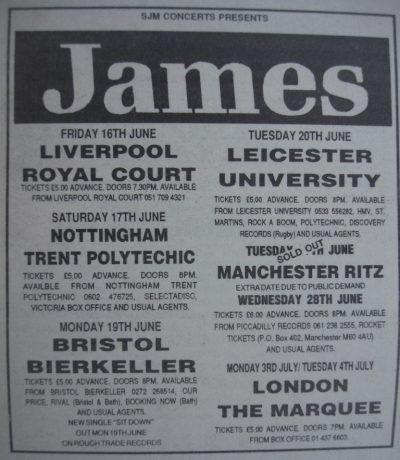 SJM CONCERTS PRESENTS
James
FRIDAY 16TH JUNE
LIVERPOOL
ROYAL COURT
TICKETS £5.00 ADVANCE. DOORS 7.30PM. AVAILABLE
FROM LIVERPOOL ROYAL COURT 051 709 4321
SATURDAY 17TH JUNE
NOTTINGHAM
TRENT POLYTECHIC
TICKETS £5.00 ADVANCE. DOORS 8PM.
AVAILBLE FROM NOTTINGHAM TRENT
POLYTECHNIC 0602 476725, SELECTADISC,
VICTORIA BOX OFFICE AND USUAL AGENTS.
MONDAY 19TH JUNE
BRISTOL
BIERKELLER
TICKETS £5.00 ADVANCE. DOORS 8PM. AVAILABLE
FROM BRISTOL BIERKELLER 0272 268514, OUR
PRICE, RIVAL (Bristol & Bath), BOOKING NOW (Bath)
AND USUAL AGENTS.
NEW SINGLE "SIT DOWN"
OUT MON 15TH JUNE
ON ROUGH TRADE RECORDS
TUESDAY 20TH JUNE
LEICESTER
UNIVERSITY
TICKETS £5.00 ADVANCE. DOORS 8PM. AVAILABLE
FROM LEICESTER UNIVERSITY 0533 556282, HMV, ST.
MARTINS, ROCK A BOOM, POLYTECHNIC, DISCOVERY
RECORDS (Rugby) AND USUAL AGENTS.
TUESDAY JUNE
SOLD OUT
MANCHESTER RITZ
EXTRA DATE DUE TO PUBLIC DEMAND
WEDNESDAY 28TH JUNE
TICKETS £6.00 ADVANCE. DOORS 8PM. AVAILABLE
FROM PICCADILLY RECORDS 061 236 2555, ROCKET
TICKETS (P.O. Box 402, Manchester M60 4AU)
AND USUAL AGENTS.
MONDAY 3RD JULY/ TUESDAY 4TH JULY
LONDON
THE MARQUEE
TICKETS £5.00 ADVANCE. DOORS 7PM. AVAILABLE
FROM BOX OFFICE 01 437 6603.